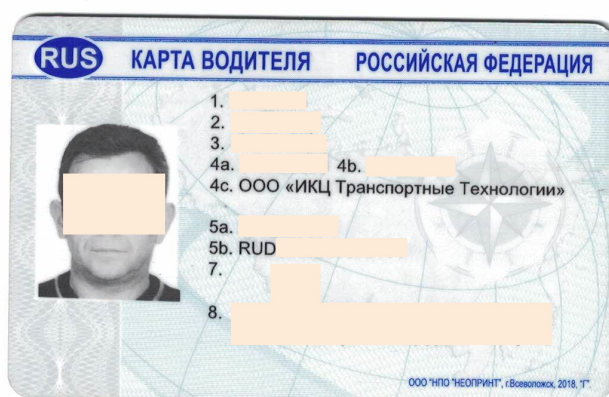 RUS КАРТА ВОДИТЕЛЯ РОССИЙСКАЯ ФЕДЕРАЦИЯ
1.
2.
3.
4a. 4b.
4c. ООО «ИКЦ Транспортные Технологии»
5a.
5b. RUD
7.
8.
ООО "НПО "НЕОПРИНТ", г.Всеволожск, 2018, "Г".